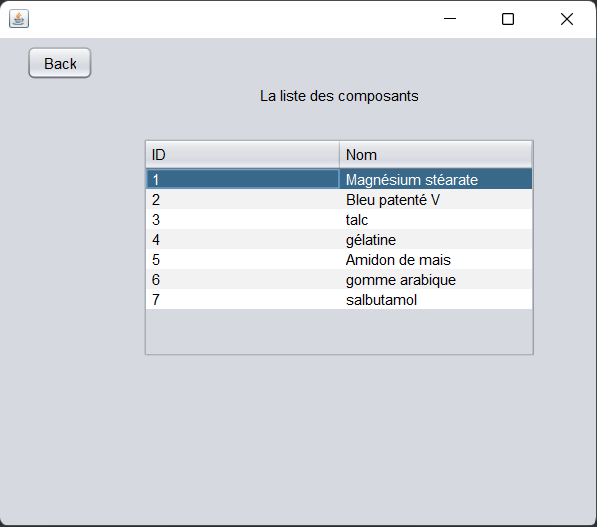 Back
La liste des composants
ID Nom
1 Magnésium stéarate
2 Bleu patenté V
3 talc
4 gélatine
5 Amidon de mais
6 gomme arabique
7 salbutamol